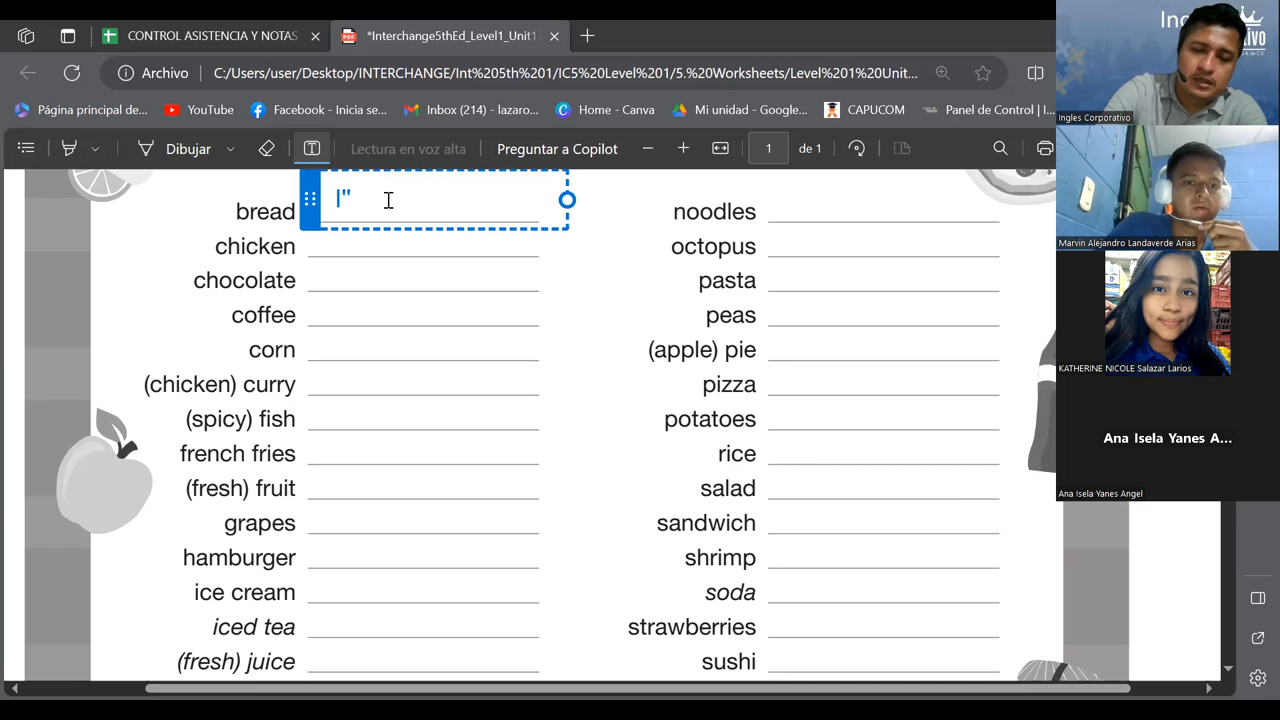 CONTROL ASISTENCIA Y NOTAS
*Interchange5thEd_Level1_Unit13
Archivo
C:/Users/user/Desktop/INTERCHANGE/Int%205th%201/IC5%20Level%201/5.%20Worksheets/Level%201%20Unit...
Página principal de...
YouTube
Facebook - Inicia se...
Inbox (214) - lazaro...
Home - Canva
Mi unidad - Google...
CAPUCOM
Panel de Control | I...
Dibujar
Lectura en voz alta
Preguntar a Copilot
1
de 1
I"
bread
chicken
chocolate
coffee
corn
(chicken) curry
(spicy) fish
french fries
(fresh) fruit
grapes
hamburger
ice cream
iced tea
(fresh) juice
noodles
octopus
pasta
peas
(apple) pie
pizza
potatoes
rice
salad
sandwich
shrimp
soda
strawberries
sushi
Ingles Corporativo
Marvin Alejandro Landaverde Arias
KATHERINE NICOLE Salazar Larios
Ana Isela Yanes A...
Ana Isela Yanes Angel